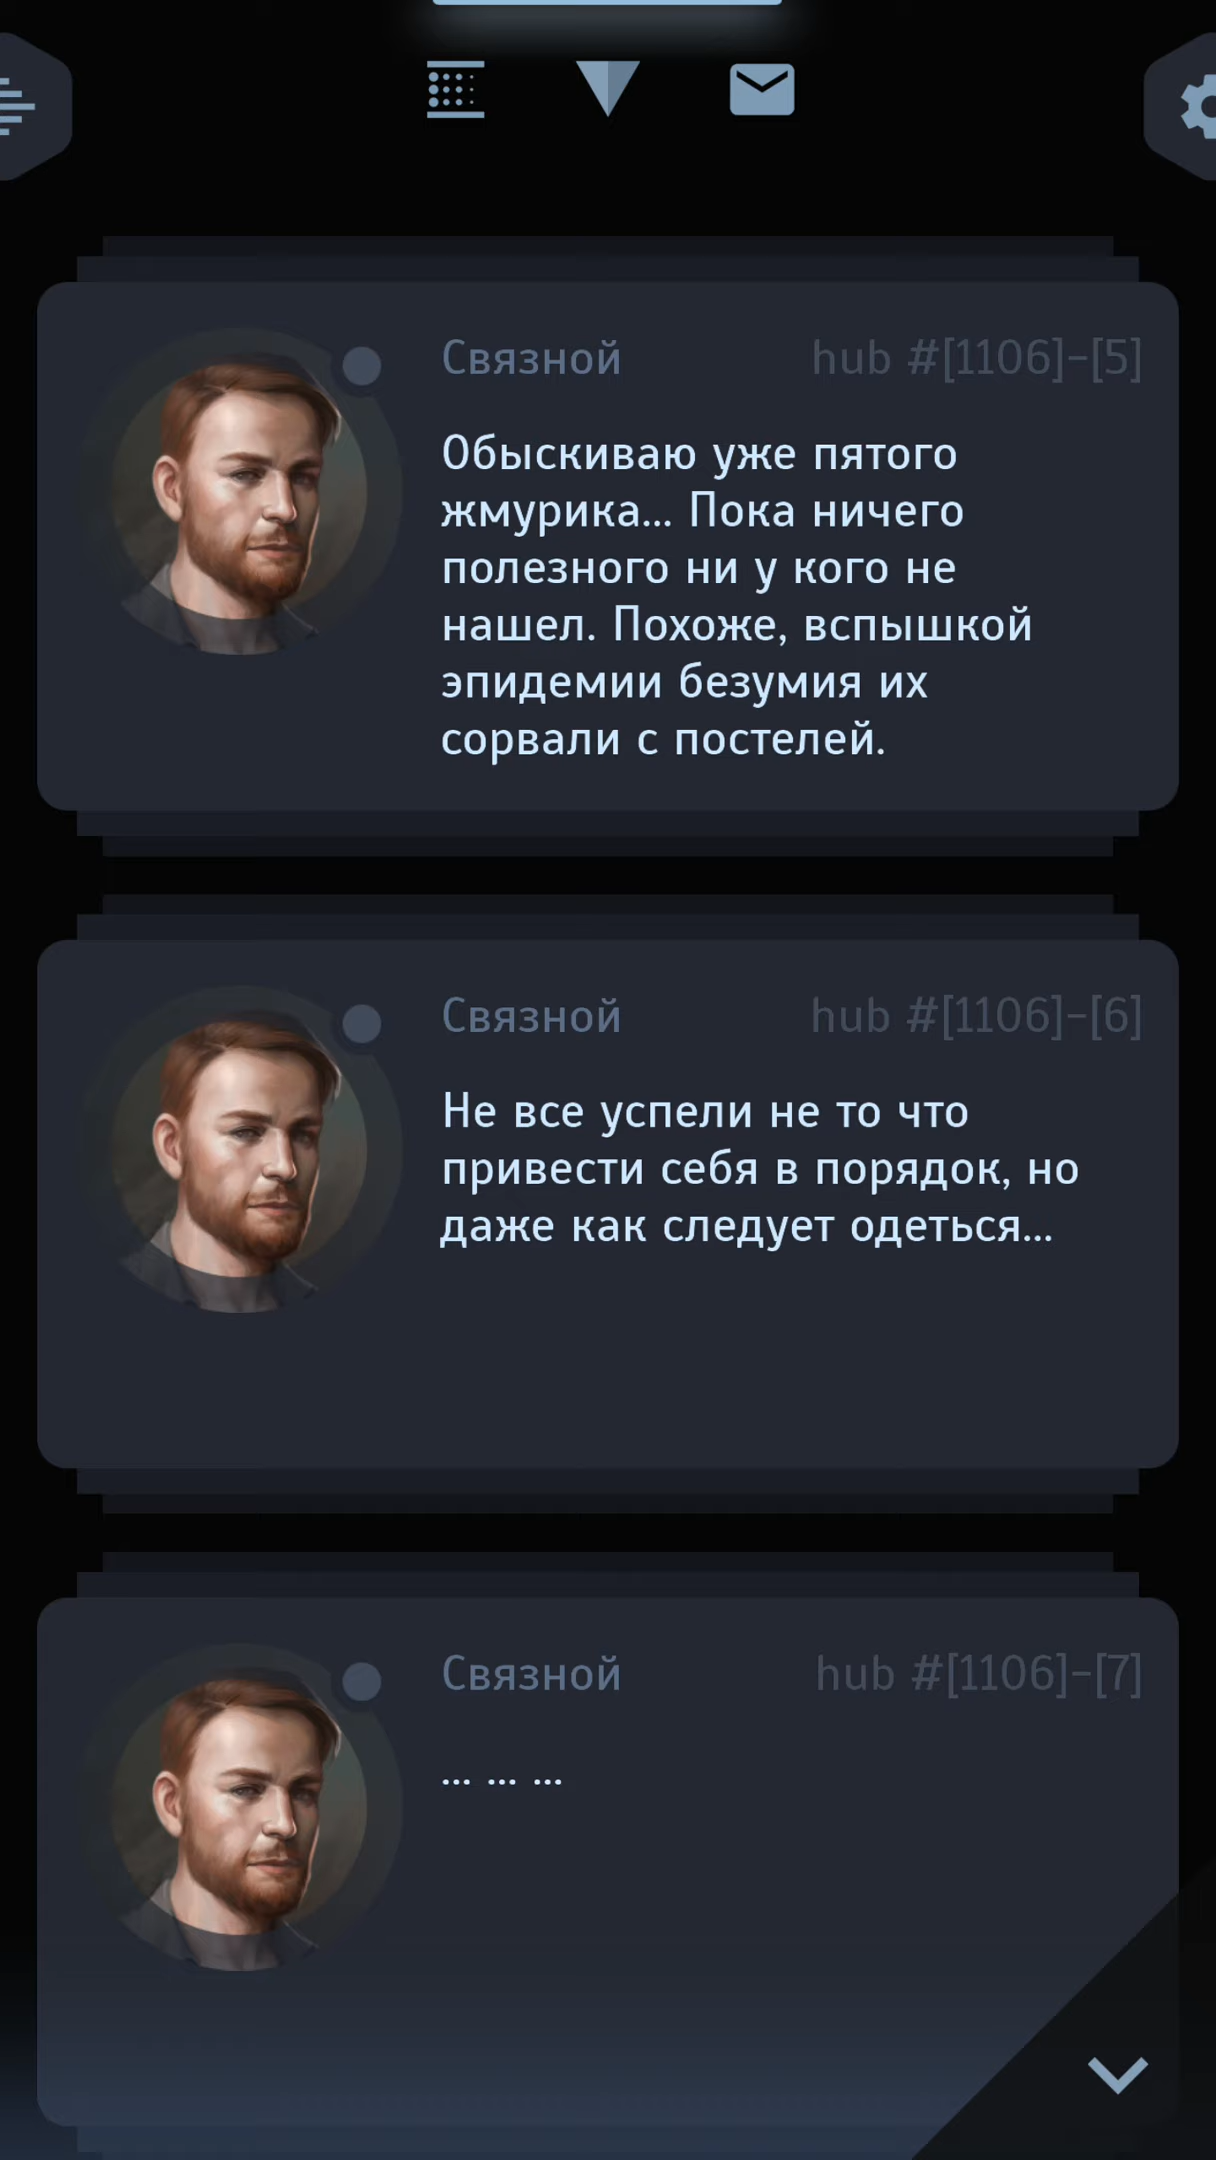 Связной hub #[1106]-[5]
Обыскиваю уже пятого
жмурика... Пока ничего
полезного ни у кого не
нашел. Похоже, вспышкой
эпидемии безумия их
сорвали с постелей.
Связной hub #[1106]-[6]
Не все успели не то что
привести себя в порядок, но
даже как следует одеться...
Связной hub #[1106]-[7]
... ... ...